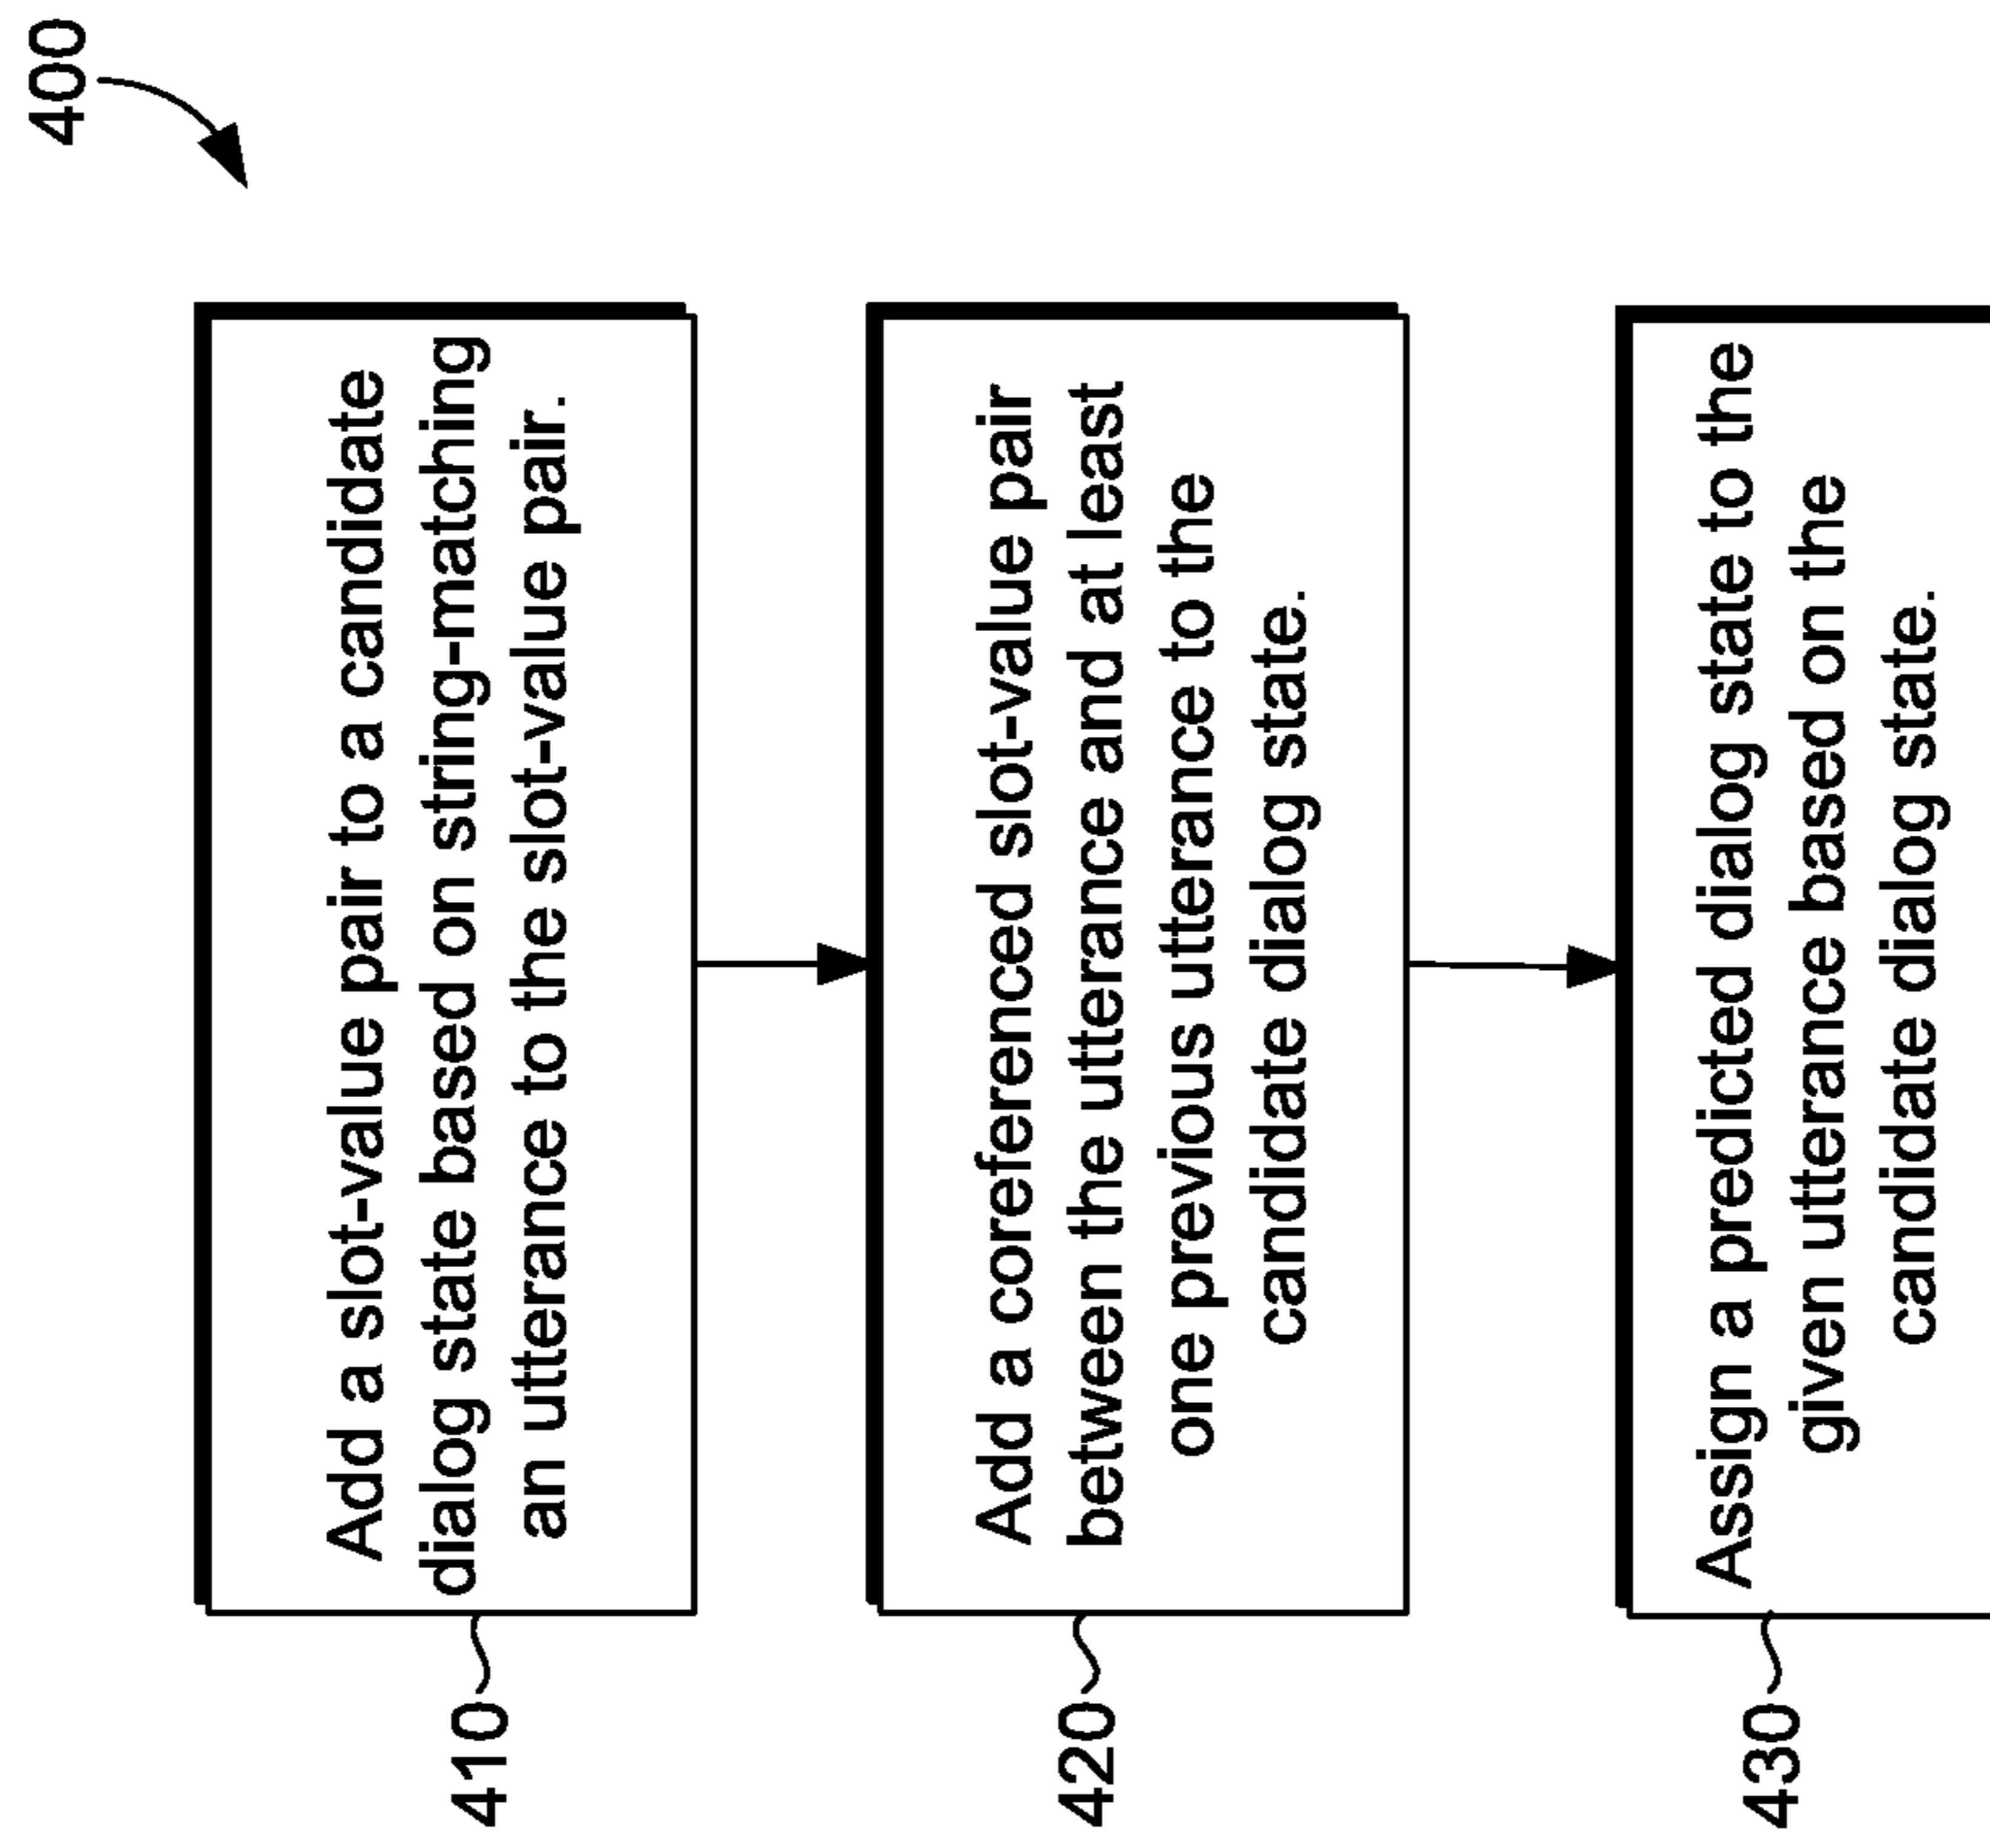 400
410
Add a slot-value pair to a candidate
dialog state based on string-matching
an utterance to the slot-value pair.
420
Add a coreferenced slot-value pair
between the utterance and at least
one previous utterance to the
candidate dialog state.
430
Assign a predicted dialog state to the
given utterance based on the
candidate dialog state.